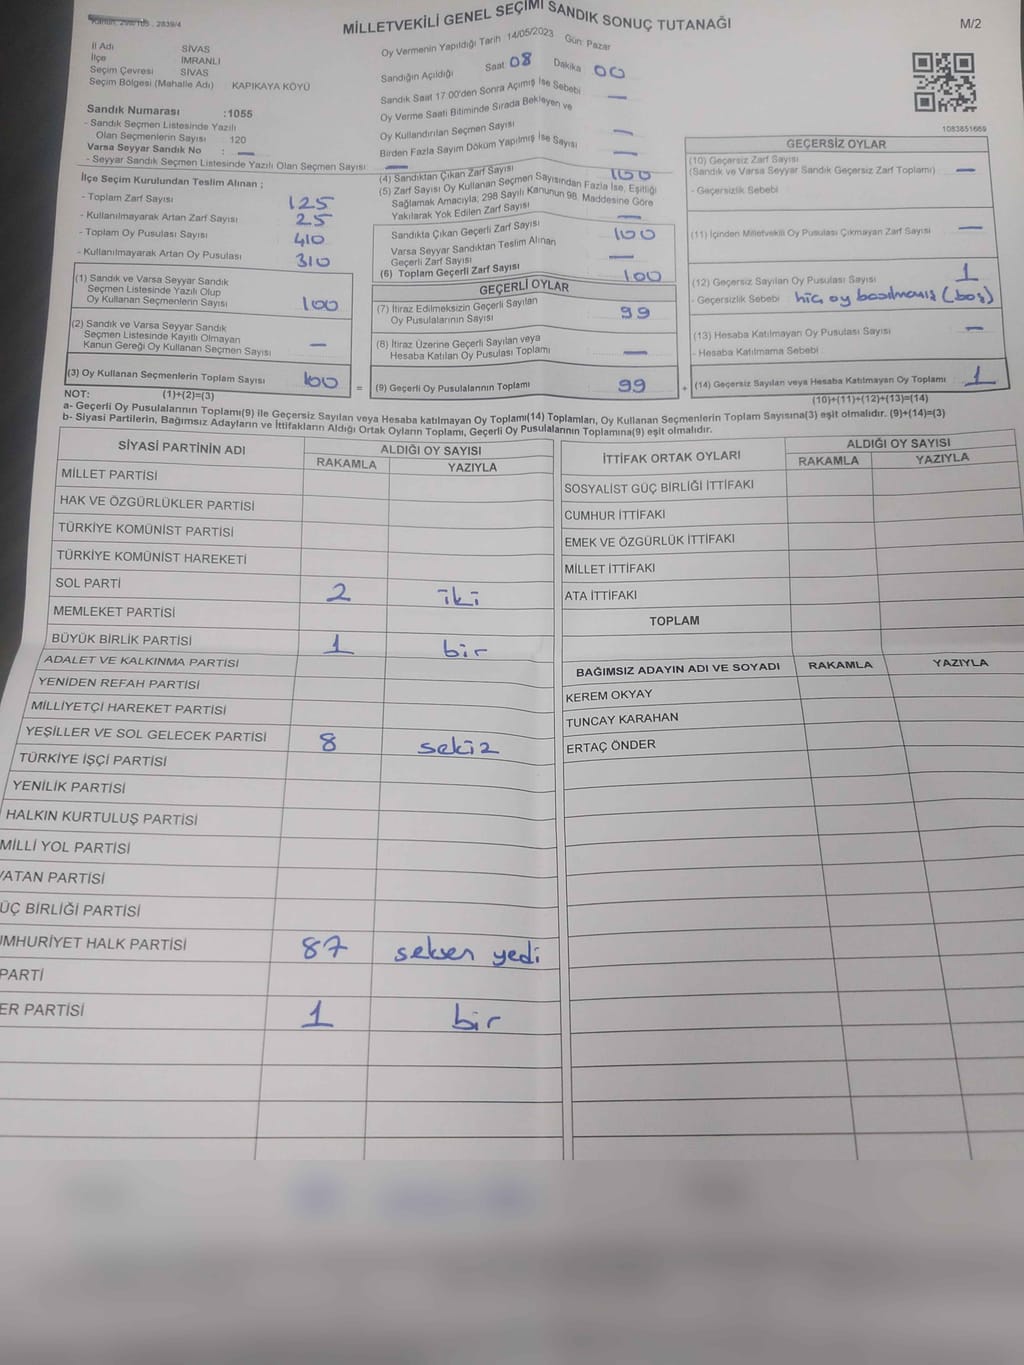 MİLLETVEKİLİ GENEL SEÇİMİ SANDIK SONUÇ TUTANAĞI
M/2
İl Adı SİVAS
İlçe İMRANLI
Seçim Çevresi SİVAS
Seçim Bölgesi (Mahalle Adı) KAPIKAYA KÖYÜ
Sandık Numarası :1055
- Sandık Seçmen Listesinde Yazılı
Olan Seçmenlerin Sayısı : 120
Varsa Seyyar Sandık No : —
- Seyyar Sandık Seçmen Listesinde Yazılı Olan Seçmen Sayısı : —
Oy Vermenin Yapıldığı Tarih 14/05/2023 Gün: Pazar
Sandığın Açıldığı Saat 08 Dakika 00
Sandık Saat 17:00'den Sonra Açımış İse Sebebi —
Oy Verme Saati Bitiminde Sırada Bekleyen ve
Oy Kullandırılan Seçmen Sayısı —
Birden Fazla Sayım Döküm Yapılmış İse Sayısı —
1083851669
İlçe Seçim Kurulundan Teslim Alınan ;
- Toplam Zarf Sayısı 125
- Kullanılmayarak Artan Zarf Sayısı 25
- Toplam Oy Pusulası Sayısı 410
- Kullanılmayarak Artan Oy Pusulası 310
(1) Sandık ve Varsa Seyyar Sandık
Seçmen Listesinde Yazılı Olup
Oy Kullanan Seçmenlerin Sayısı 100
(2) Sandık ve Varsa Seyyar Sandık
Seçmen Listesinde Kayıtlı Olmayan
Kanun Gereği Oy Kullanan Seçmen Sayısı —
(3) Oy Kullanan Seçmenlerin Toplam Sayısı 100
(1)+(2)=(3)
(4) Sandıktan Çıkan Zarf Sayısı 100
(5) Zarf Sayısı Oy Kullanan Seçmen Sayısından Fazla İse, Eşitliği
Sağlamak Amacıyla; 298 Sayılı Kanunun 98. Maddesine Göre
Yakılarak Yok Edilen Zarf Sayısı —
Sandıkta Çıkan Geçerli Zarf Sayısı 100
Varsa Seyyar Sandıktan Teslim Alınan
Geçerli Zarf Sayısı —
(6) Toplam Geçerli Zarf Sayısı 100
GEÇERLİ OYLAR
(7) İtiraz Edilmeksizin Geçerli Sayılan
Oy Pusulalarının Sayısı 99
(8) İtiraz Üzerine Geçerli Sayılan veya
Hesaba Katılan Oy Pusulası Toplamı —
= (9) Geçerli Oy Pusulalarının Toplamı 99 +
GEÇERSİZ OYLAR
(10) Geçersiz Zarf Sayısı
(Sandık ve Varsa Seyyar Sandık Geçersiz Zarf Toplamı) —
- Geçersizlik Sebebi
(11) İçinden Milletvekili Oy Pusulası Çıkmayan Zarf Sayısı —
(12) Geçersiz Sayılan Oy Pusulası Sayısı 1
- Geçersizlik Sebebi hiç oy basılmamış (boş)
(13) Hesaba Katılmayan Oy Pusulası Sayısı —
- Hesaba Katılmama Sebebi
(14) Geçersiz Sayılan veya Hesaba Katılmayan Oy Toplamı 1
(10)+(11)+(12)+(13)=(14)
NOT:
a- Geçerli Oy Pusulalarının Toplamı(9) ile Geçersiz Sayılan veya Hesaba katılmayan Oy Toplamı(14) Toplamları, Oy Kullanan Seçmenlerin Toplam Sayısına(3) eşit olmalıdır. (9)+(14)=(3)
b- Siyasi Partilerin, Bağımsız Adayların ve İttifakların Aldığı Ortak Oyların Toplamı, Geçerli Oy Pusulalarının Toplamına(9) eşit olmalıdır.
SİYASİ PARTİNİN ADI ALDIĞI OY SAYISI
RAKAMLA YAZIYLA
MİLLET PARTİSİ
HAK VE ÖZGÜRLÜKLER PARTİSİ
TÜRKİYE KOMÜNİST PARTİSİ
TÜRKİYE KOMÜNİST HAREKETİ
SOL PARTİ 2 iki
MEMLEKET PARTİSİ
BÜYÜK BİRLİK PARTİSİ 1 bir
ADALET VE KALKINMA PARTİSİ
YENİDEN REFAH PARTİSİ
MİLLİYETÇİ HAREKET PARTİSİ
YEŞİLLER VE SOL GELECEK PARTİSİ 8 sekiz
TÜRKİYE İŞÇİ PARTİSİ
YENİLİK PARTİSİ
HALKIN KURTULUŞ PARTİSİ
MİLLİ YOL PARTİSİ
VATAN PARTİSİ
ÜÇ BİRLİĞİ PARTİSİ
UMHURİYET HALK PARTİSİ 87 seksen yedi
PARTİ
ER PARTİSİ 1 bir
İTTİFAK ORTAK OYLARI ALDIĞI OY SAYISI
RAKAMLA YAZIYLA
SOSYALİST GÜÇ BİRLİĞİ İTTİFAKI
CUMHUR İTTİFAKI
EMEK VE ÖZGÜRLÜK İTTİFAKI
MİLLET İTTİFAKI
ATA İTTİFAKI
TOPLAM
BAĞIMSIZ ADAYIN ADI VE SOYADI RAKAMLA YAZIYLA
KEREM OKYAY
TUNCAY KARAHAN
ERTAÇ ÖNDER